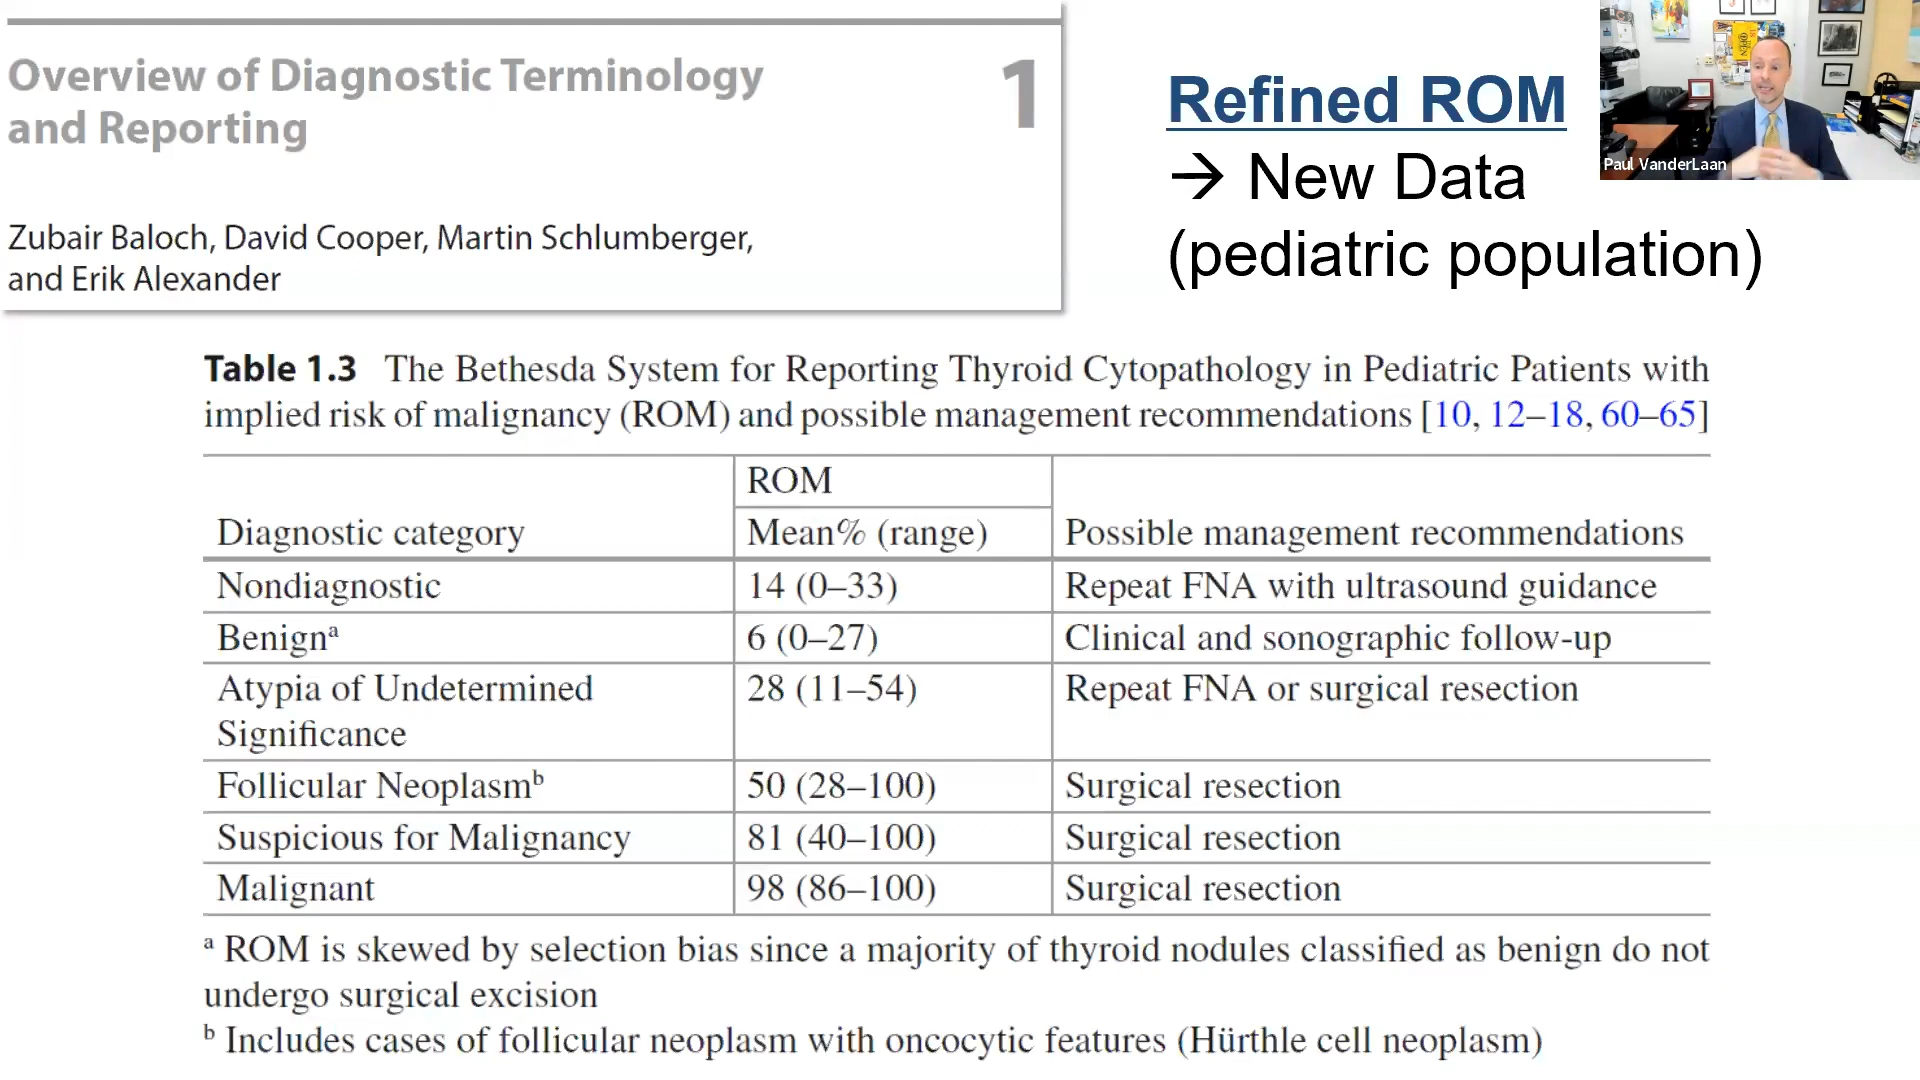 Overview of Diagnostic Terminology
and Reporting
1
Zubair Baloch, David Cooper, Martin Schlumberger,
and Erik Alexander
Refined ROM
→ New Data
(pediatric population)
Paul VanderLaan
Table 1.3 The Bethesda System for Reporting Thyroid Cytopathology in Pediatric Patients with
implied risk of malignancy (ROM) and possible management recommendations [10, 12–18, 60–65]
ROM
Diagnostic category Mean% (range) Possible management recommendations
Nondiagnostic 14 (0–33) Repeat FNA with ultrasound guidance
Benignᵃ 6 (0–27) Clinical and sonographic follow-up
Atypia of Undetermined 28 (11–54) Repeat FNA or surgical resection
Significance
Follicular Neoplasmᵇ 50 (28–100) Surgical resection
Suspicious for Malignancy 81 (40–100) Surgical resection
Malignant 98 (86–100) Surgical resection
ᵃ ROM is skewed by selection bias since a majority of thyroid nodules classified as benign do not
undergo surgical excision
ᵇ Includes cases of follicular neoplasm with oncocytic features (Hürthle cell neoplasm)